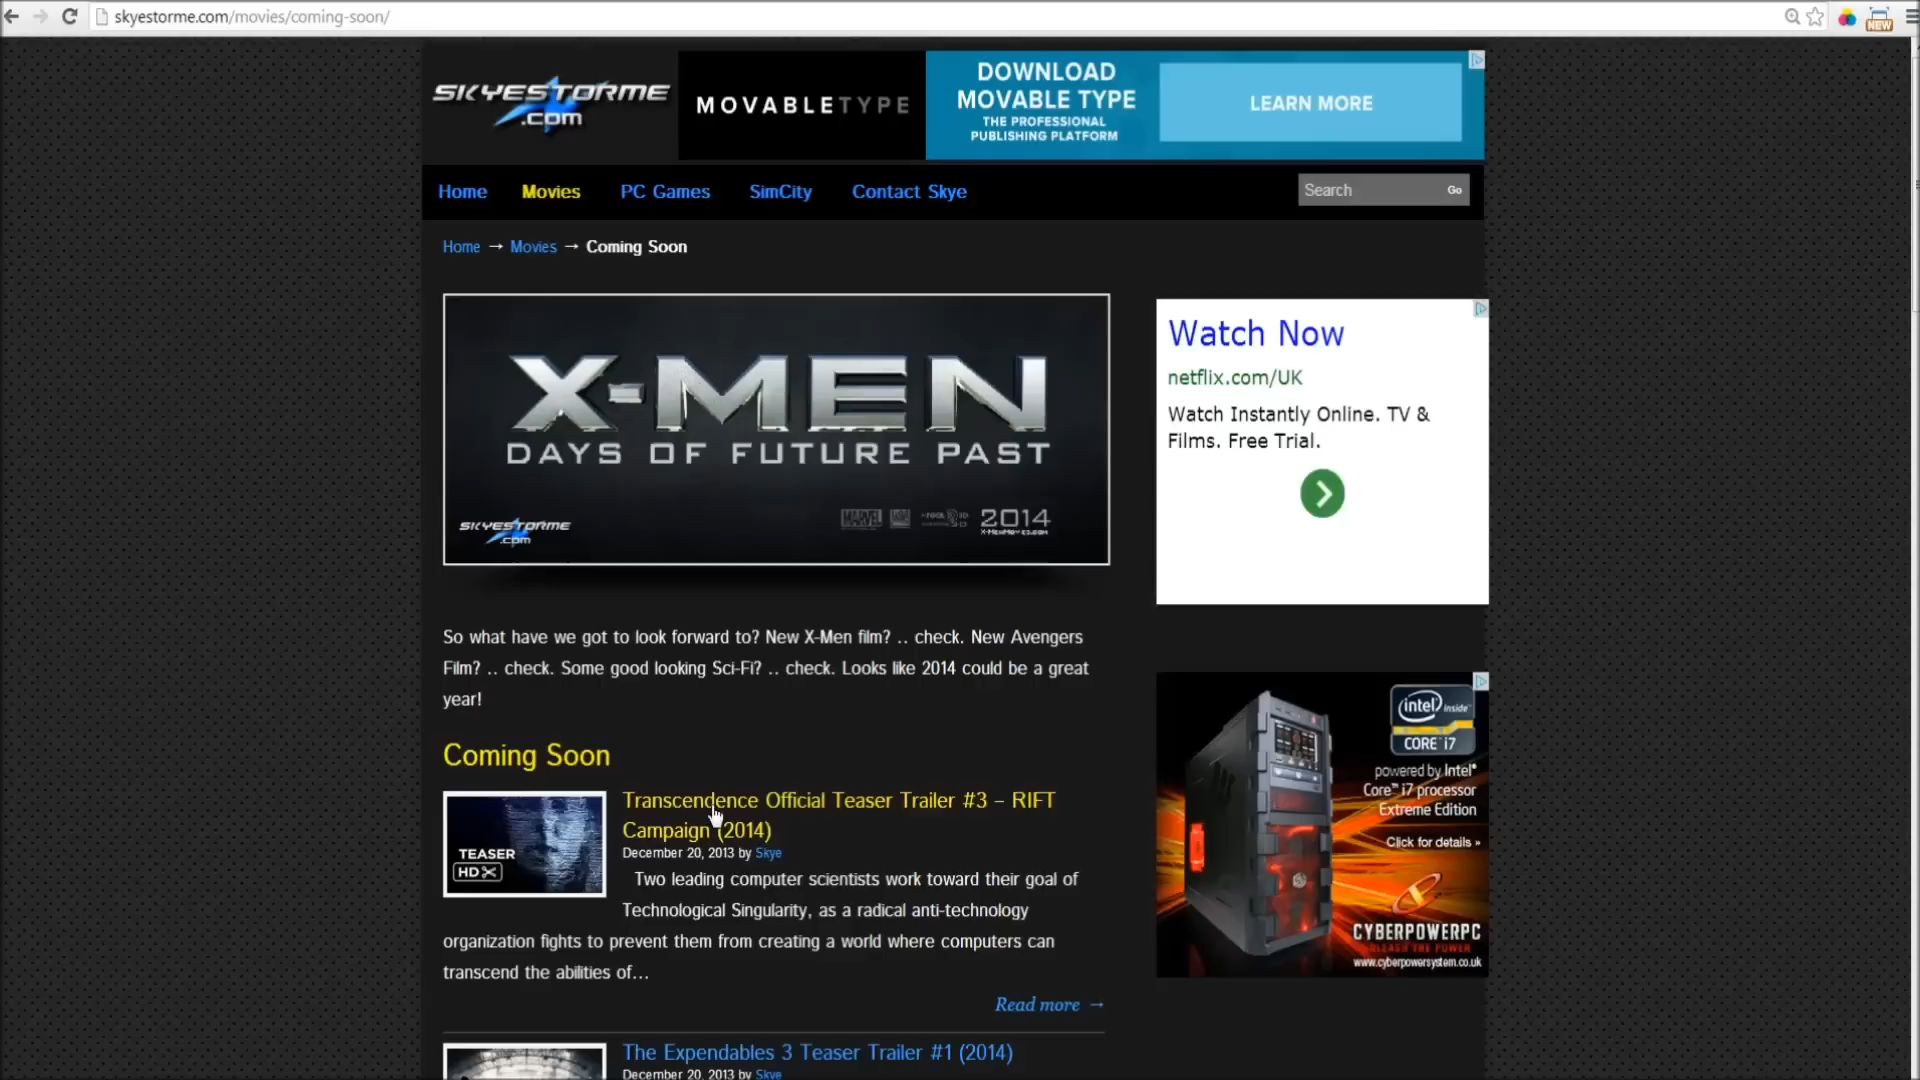 skyestorme.com/movies/coming-soon/
NEW
SKYESTORME
.com
MOVABLETYPE
DOWNLOAD
MOVABLE TYPE
THE PROFESSIONAL
PUBLISHING PLATFORM
LEARN MORE
Home Movies PC Games SimCity Contact Skye
Search Go
Home → Movies → Coming Soon
X-MEN
DAYS OF FUTURE PAST
SKYESTORME
.com
MARVEL
2014
X-MenMovies.com
Watch Now
netflix.com/UK
Watch Instantly Online. TV &
Films. Free Trial.
So what have we got to look forward to? New X-Men film? .. check. New Avengers
Film? .. check. Some good looking Sci-Fi? .. check. Looks like 2014 could be a great
year!
Coming Soon
TEASER
HD
Transcendence Official Teaser Trailer #3 – RIFT
Campaign (2014)
December 20, 2013 by Skye
Two leading computer scientists work toward their goal of
Technological Singularity, as a radical anti-technology
organization fights to prevent them from creating a world where computers can
transcend the abilities of...
Read more →
The Expendables 3 Teaser Trailer #1 (2014)
December 20, 2013 by Skye
intel inside
CORE i7
powered by Intel®
Core™ i7 processor
Extreme Edition
Click for details »
CYBERPOWERPC
UNLEASH THE POWER
www.cyberpowersystem.co.uk